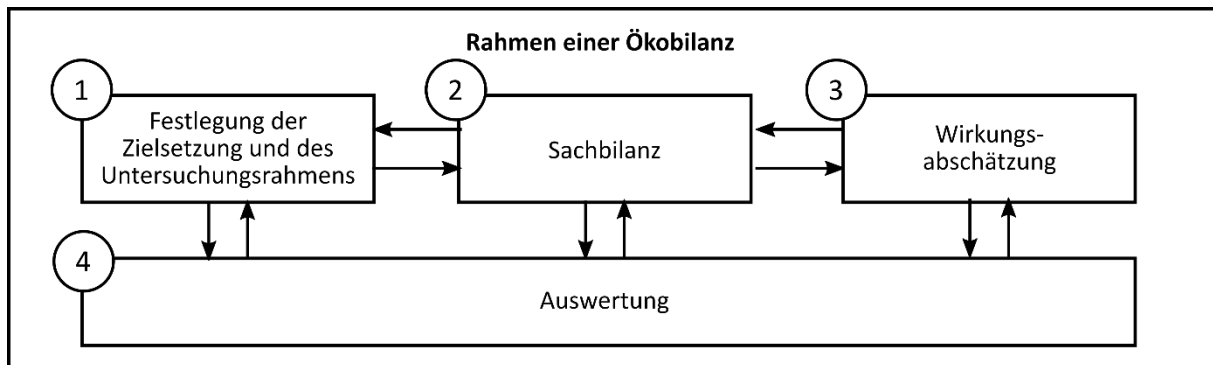 Rahmen einer Ökobilanz
1
Festlegung der
Zielsetzung und des
Untersuchungsrahmens
2
Sachbilanz
3
Wirkungs-
abschätzung
4
Auswertung